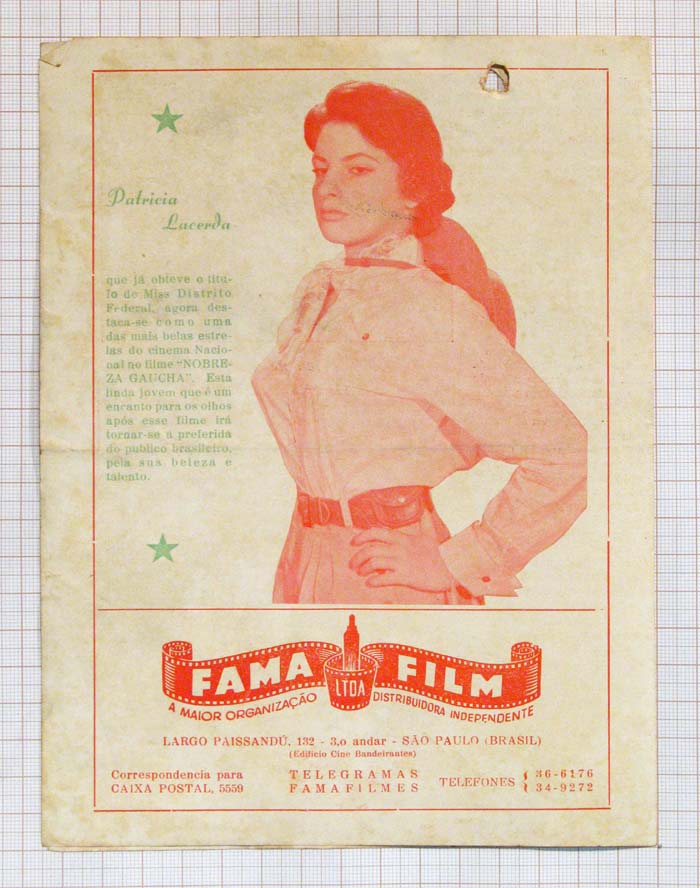 Patricia
Lacerda
que já obteve o titu-
lo de Miss Distrito
Federal, agora des-
taca-se como uma
das mais belas estre-
las do cinema Nacio-
nal no filme "NOBRE-
ZA GAUCHA". Esta
linda jovem que é um
encanto para os olhos
após esse filme irá
tornar-se a preferida
do publico brasileiro,
pela sua beleza e
talento.
FAMA FILM
LTDA
A MAIOR ORGANIZAÇÃO DISTRIBUIDORA INDEPENDENTE
LARGO PAISSANDÚ, 132 - 3,o andar - SÃO PAULO (BRASIL)
(Edificio Cine Bandeirantes)
Correspondencia para
CAIXA POSTAL, 5559
TELEGRAMAS
FAMAFILMES
TELEFONES
36-6176
34-9272